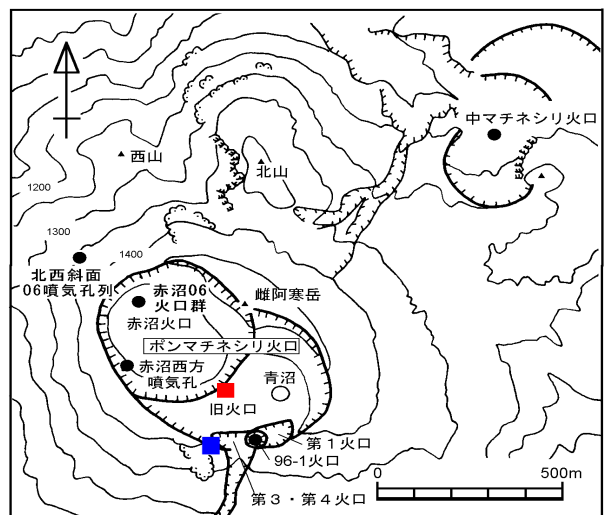 中マチネシリ火口
西山
北山
1200
1300
1400
北西斜面
06噴気孔列
赤沼06
火口群
赤沼火口
雌阿寒岳
ポンマチネシリ火口
赤沼西方
噴気孔
青沼
旧火口
第１火口
96-1火口
第３・第４火口
0
500m